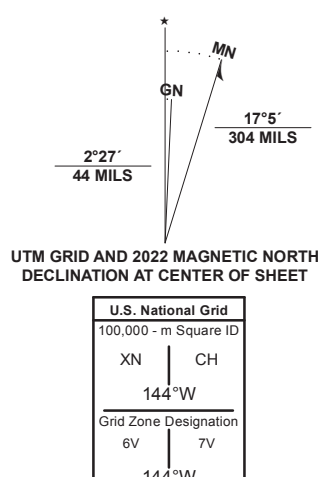 ★
MN
GN
17°5´
304 MILS
2°27´
44 MILS
UTM GRID AND 2022 MAGNETIC NORTH
DECLINATION AT CENTER OF SHEET
U.S. National Grid
100,000 - m Square ID
XN CH
144°W
Grid Zone Designation
6V 7V
144°W